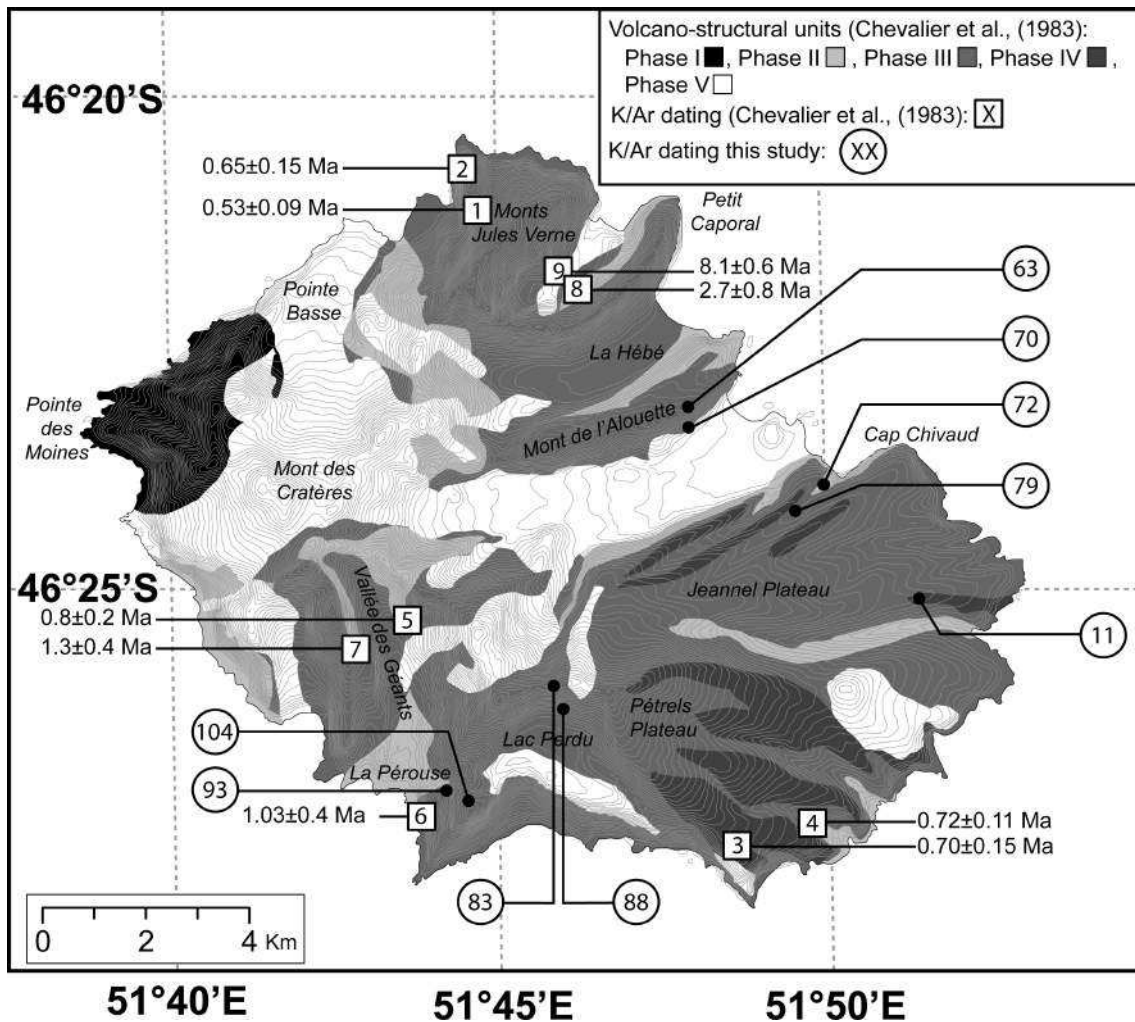 Volcano-structural units (Chevalier et al., (1983):
Phase I , Phase II , Phase III , Phase IV ,
Phase V
K/Ar dating (Chevalier et al., (1983): X
K/Ar dating this study: XX
46°20'S
0.65±0.15 Ma
2
Petit
Caporal
0.53±0.09 Ma
1
Monts
Jules Verne
9
8.1±0.6 Ma
63
8
2.7±0.8 Ma
Pointe
Basse
La Hébé
70
Pointe
des
Moines
Mont de l'Alouette
72
Cap Chivaud
Mont des
Cratères
79
46°25'S
Jeannel Plateau
0.8±0.2 Ma
5
11
1.3±0.4 Ma
7
Vallée des Géants
Pétrels
Plateau
104
Lac Perdu
La Pérouse
93
1.03±0.4 Ma
6
4
0.72±0.11 Ma
3
0.70±0.15 Ma
83
88
0 2 4 Km
51°40'E
51°45'E
51°50'E